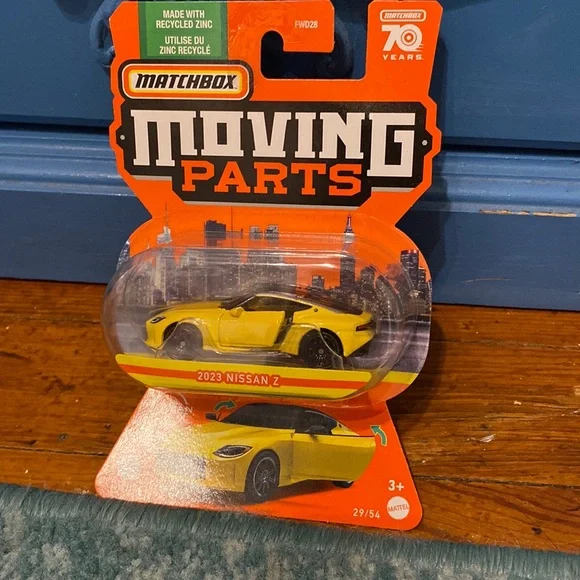 MADE WITH
RECYCLED ZINC
UTILISE DU
ZINC RECYCLÉ
FWD28
MATCHBOX
70
YEARS
MATCHBOX
MOVING
PARTS
2023 NISSAN Z
3+
29/54
MATTEL